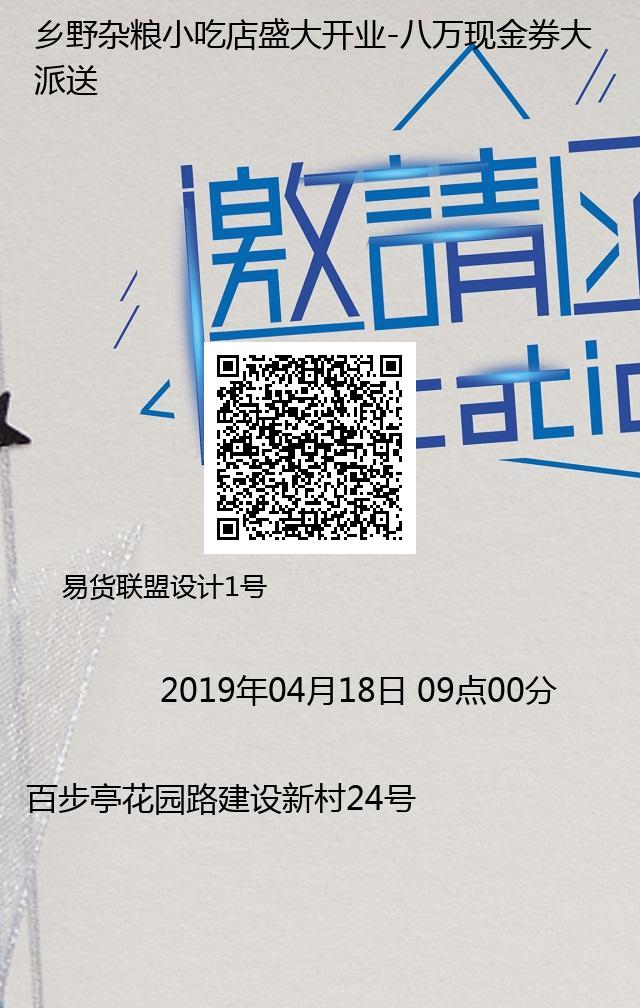 乡野杂粮小吃店盛大开业-八万现金券大
派送
邀請函
catio
易货联盟设计1号
2019年04月18日 09点00分
百步亭花园路建设新村24号